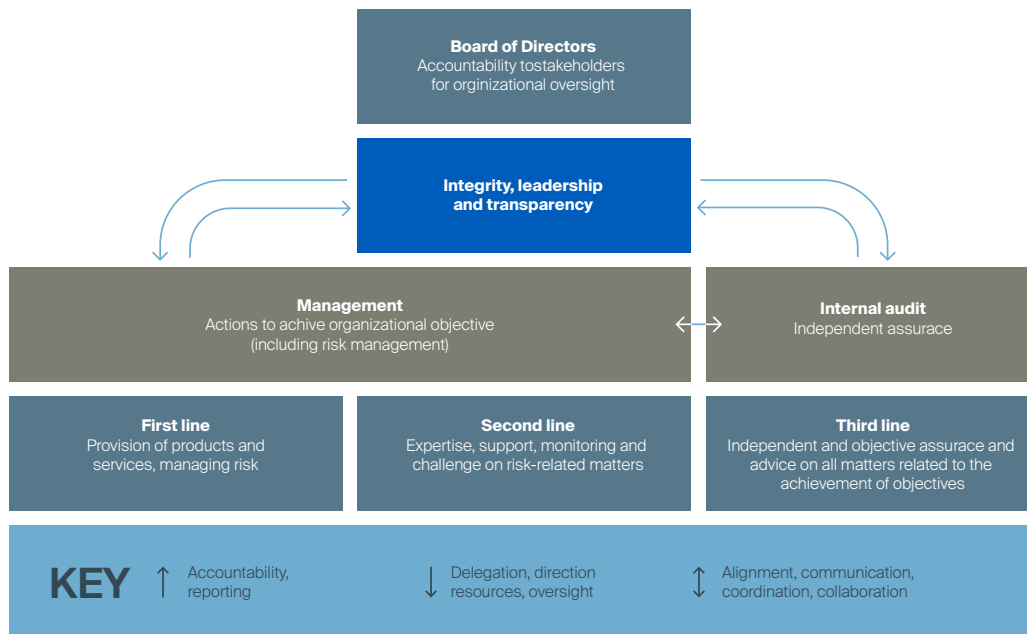 Board of Directors
Accountability tostakeholders
for orginizational oversight
Integrity, leadership
and transparency
Management
Actions to achive organizational objective
(including risk management)
Internal audit
Independent assurace
First line
Provision of products and
services, managing risk
Second line
Expertise, support, monitoring and
challenge on risk-related matters
Third line
Independent and objective assurace and
advice on all matters related to the
achievement of objectives
KEY
Accountability,
reporting
Delegation, direction
resources, oversight
Alignment, communication,
coordination, collaboration